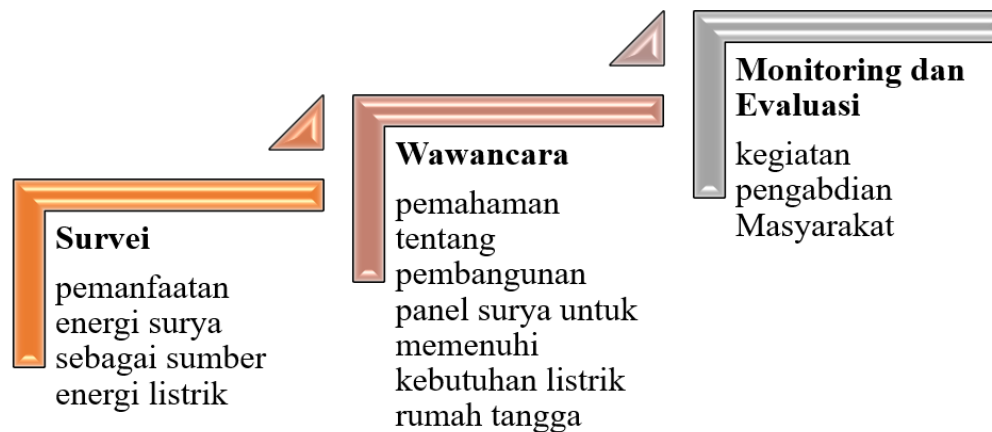 Survei
pemanfaatan
energi surya
sebagai sumber
energi listrik
Wawancara
pemahaman
tentang
pembangunan
panel surya untuk
memenuhi
kebutuhan listrik
rumah tangga
Monitoring dan
Evaluasi
kegiatan
pengabdian
Masyarakat